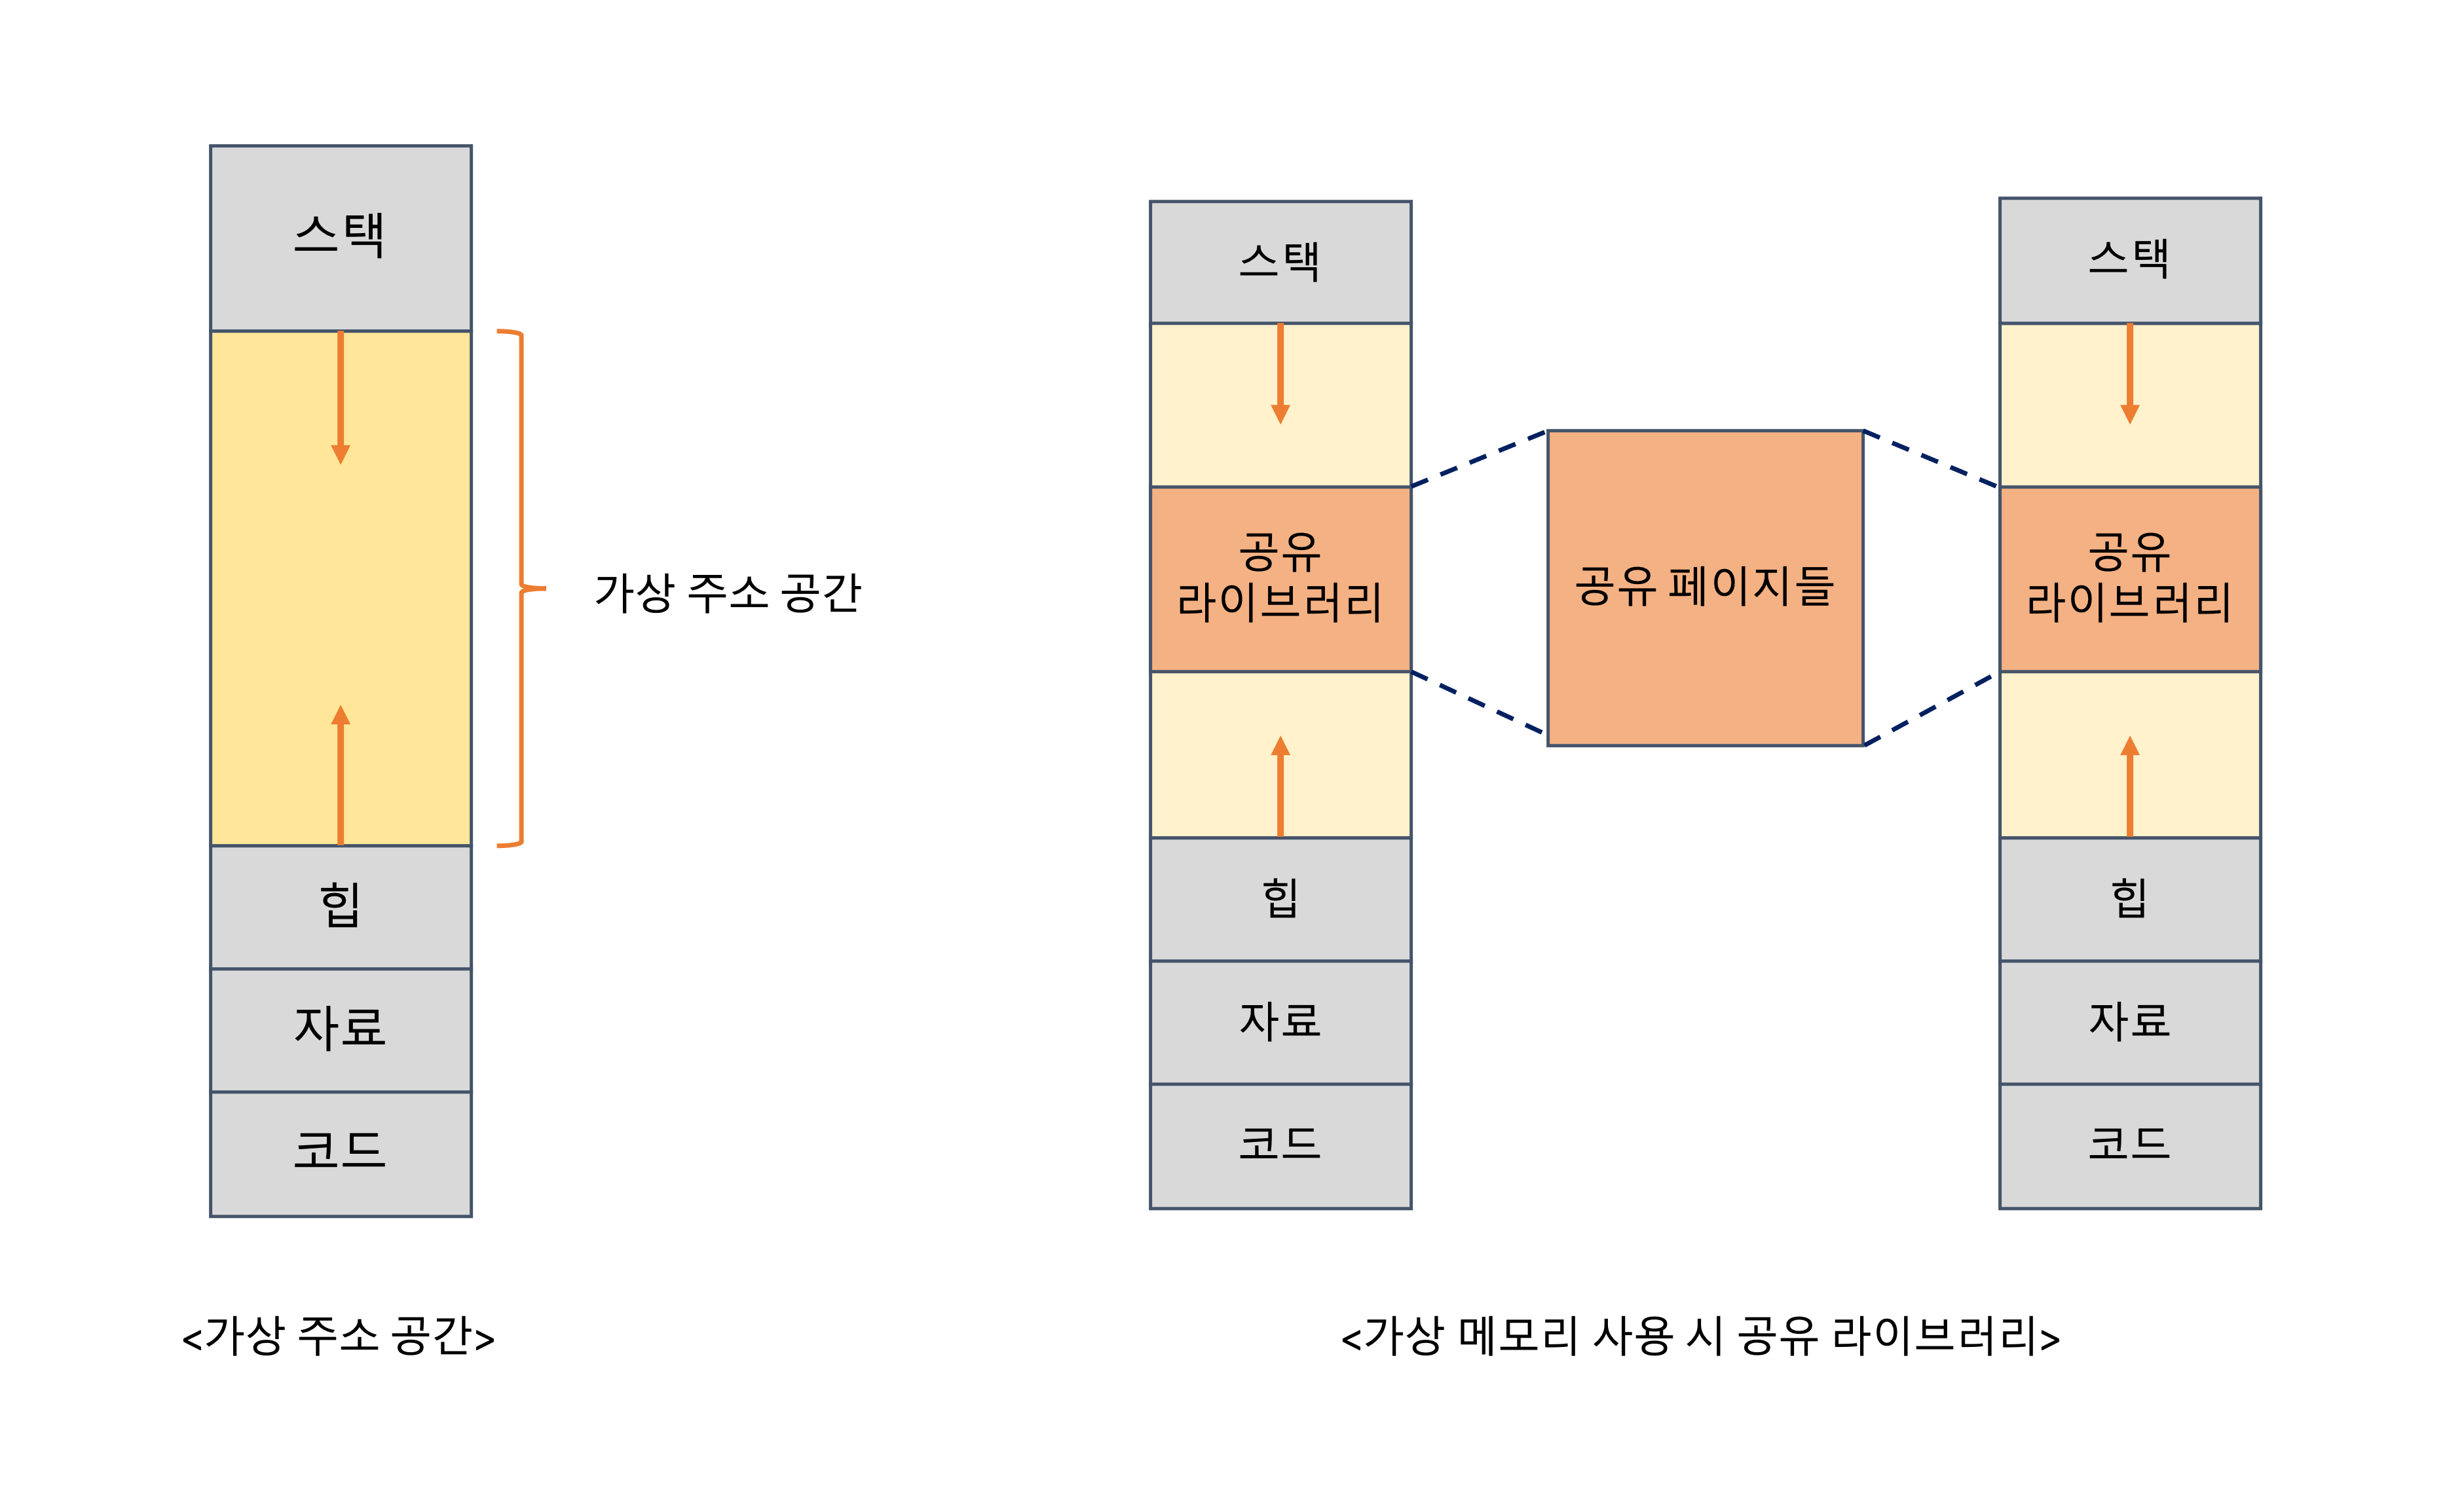 스택
가상 주소 공간
힙
자료
코드
<가상 주소 공간>
스택
공유
라이브러리
힙
자료
코드
공유 페이지들
스택
공유
라이브러리
힙
자료
코드
<가상 메모리 사용 시 공유 라이브러리>